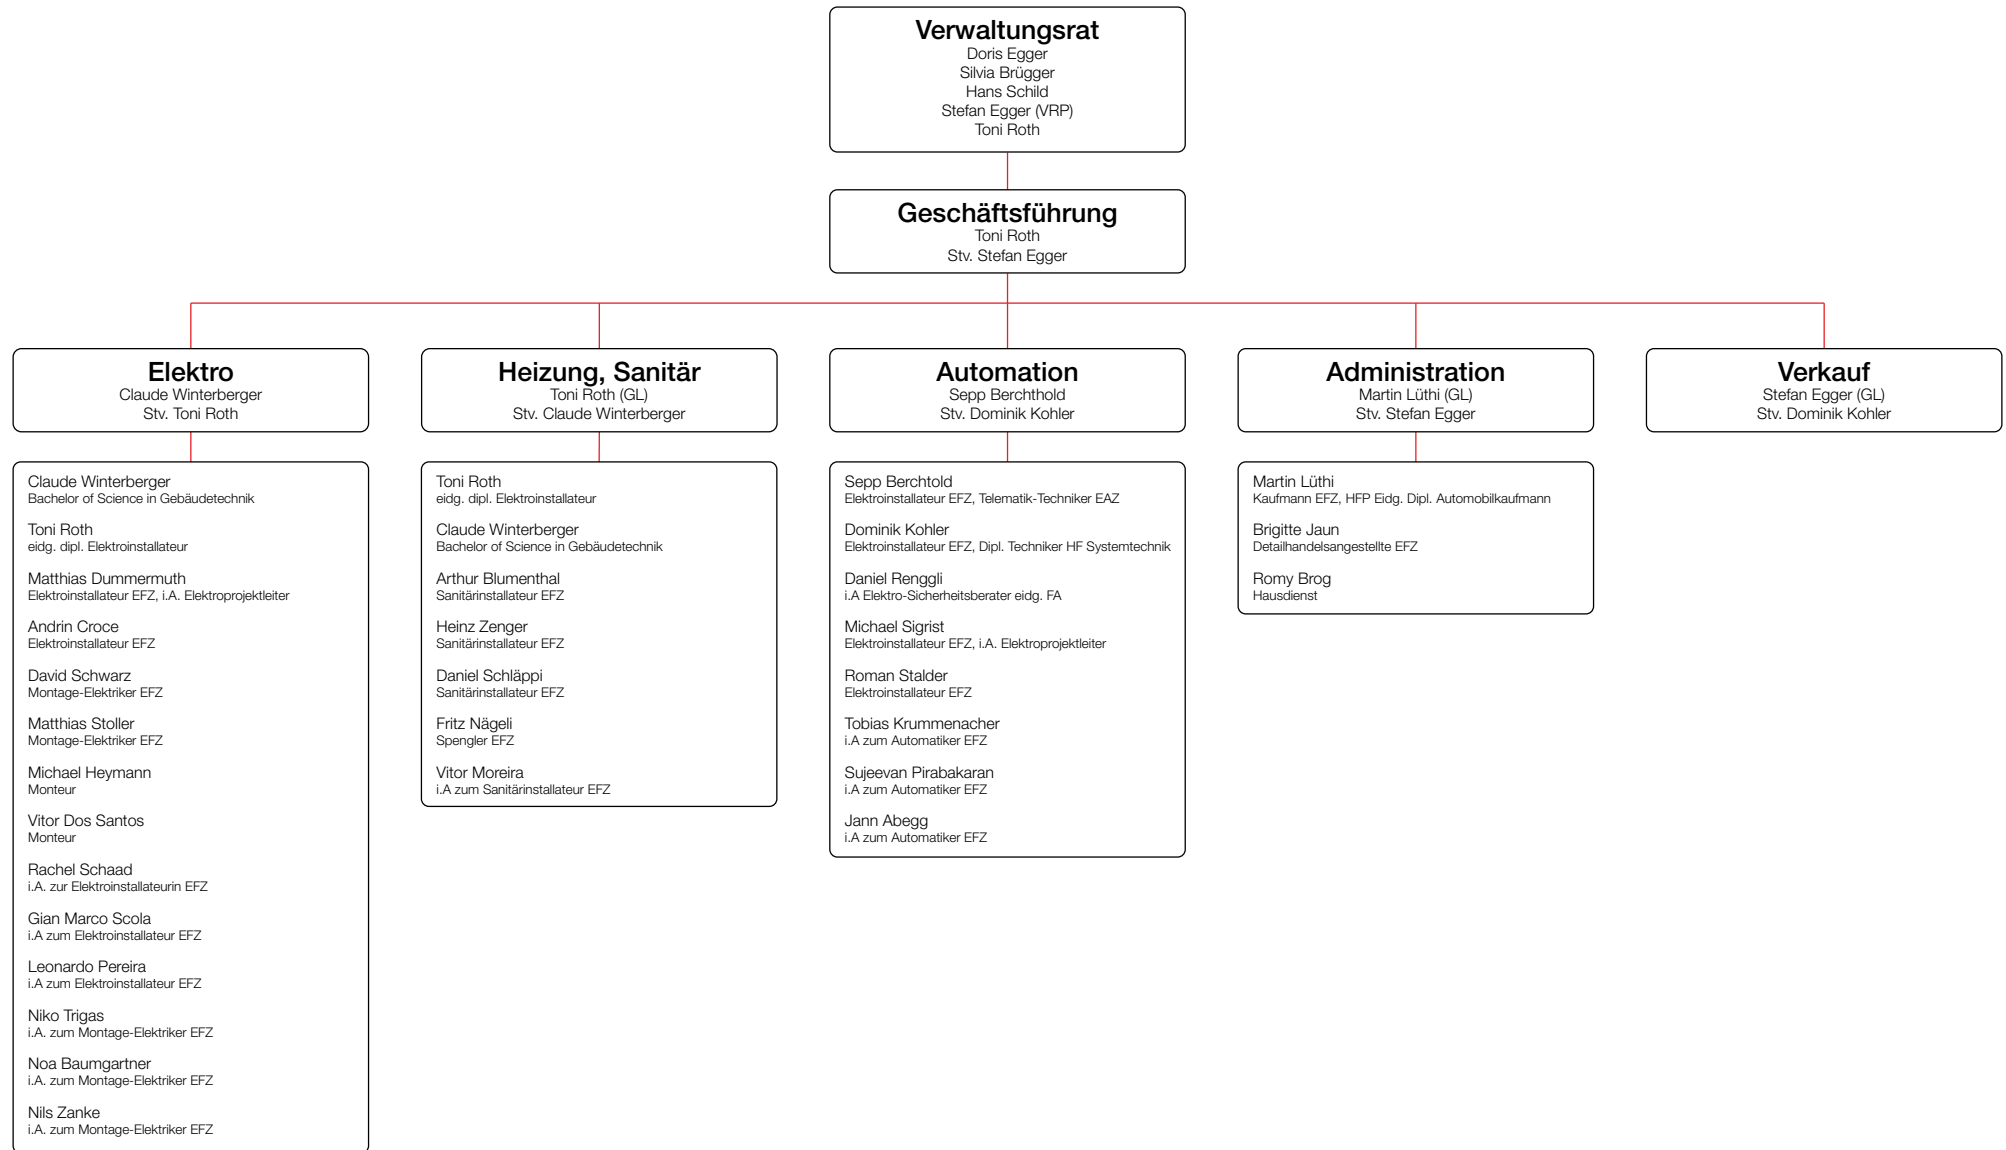 Verwaltungsrat
Doris Egger
Silvia Brügger
Hans Schild
Stefan Egger (VRP)
Toni Roth
Geschäftsführung
Toni Roth
Stv. Stefan Egger
Elektro
Claude Winterberger
Stv. Toni Roth
Heizung, Sanitär
Toni Roth (GL)
Stv. Claude Winterberger
Automation
Sepp Berchthold
Stv. Dominik Kohler
Administration
Martin Lüthi (GL)
Stv. Stefan Egger
Verkauf
Stefan Egger (GL)
Stv. Dominik Kohler
Claude Winterberger
Bachelor of Science in Gebäudetechnik
Toni Roth
eidg. dipl. Elektroinstallateur
Matthias Dummermuth
Elektroinstallateur EFZ, i.A. Elektroprojektleiter
Andrin Croce
Elektroinstallateur EFZ
David Schwarz
Montage-Elektriker EFZ
Matthias Stoller
Montage-Elektriker EFZ
Michael Heymann
Monteur
Vitor Dos Santos
Monteur
Rachel Schaad
i.A. zur Elektroinstallateurin EFZ
Gian Marco Scola
i.A zum Elektroinstallateur EFZ
Leonardo Pereira
i.A zum Elektroinstallateur EFZ
Niko Trigas
i.A. zum Montage-Elektriker EFZ
Noa Baumgartner
i.A. zum Montage-Elektriker EFZ
Nils Zanke
i.A. zum Montage-Elektriker EFZ
Toni Roth
eidg. dipl. Elektroinstallateur
Claude Winterberger
Bachelor of Science in Gebäudetechnik
Arthur Blumenthal
Sanitärinstallateur EFZ
Heinz Zenger
Sanitärinstallateur EFZ
Daniel Schläppi
Sanitärinstallateur EFZ
Fritz Nägeli
Spengler EFZ
Vitor Moreira
i.A zum Sanitärinstallateur EFZ
Sepp Berchtold
Elektroinstallateur EFZ, Telematik-Techniker EAZ
Dominik Kohler
Elektroinstallateur EFZ, Dipl. Techniker HF Systemtechnik
Daniel Renggli
i.A Elektro-Sicherheitsberater eidg. FA
Michael Sigrist
Elektroinstallateur EFZ, i.A. Elektroprojektleiter
Roman Stalder
Elektroinstallateur EFZ
Tobias Krummenacher
i.A zum Automatiker EFZ
Sujeevan Pirabakaran
i.A zum Automatiker EFZ
Jann Abegg
i.A zum Automatiker EFZ
Martin Lüthi
Kaufmann EFZ, HFP Eidg. Dipl. Automobilkaufmann
Brigitte Jaun
Detailhandelsangestellte EFZ
Romy Brog
Hausdienst